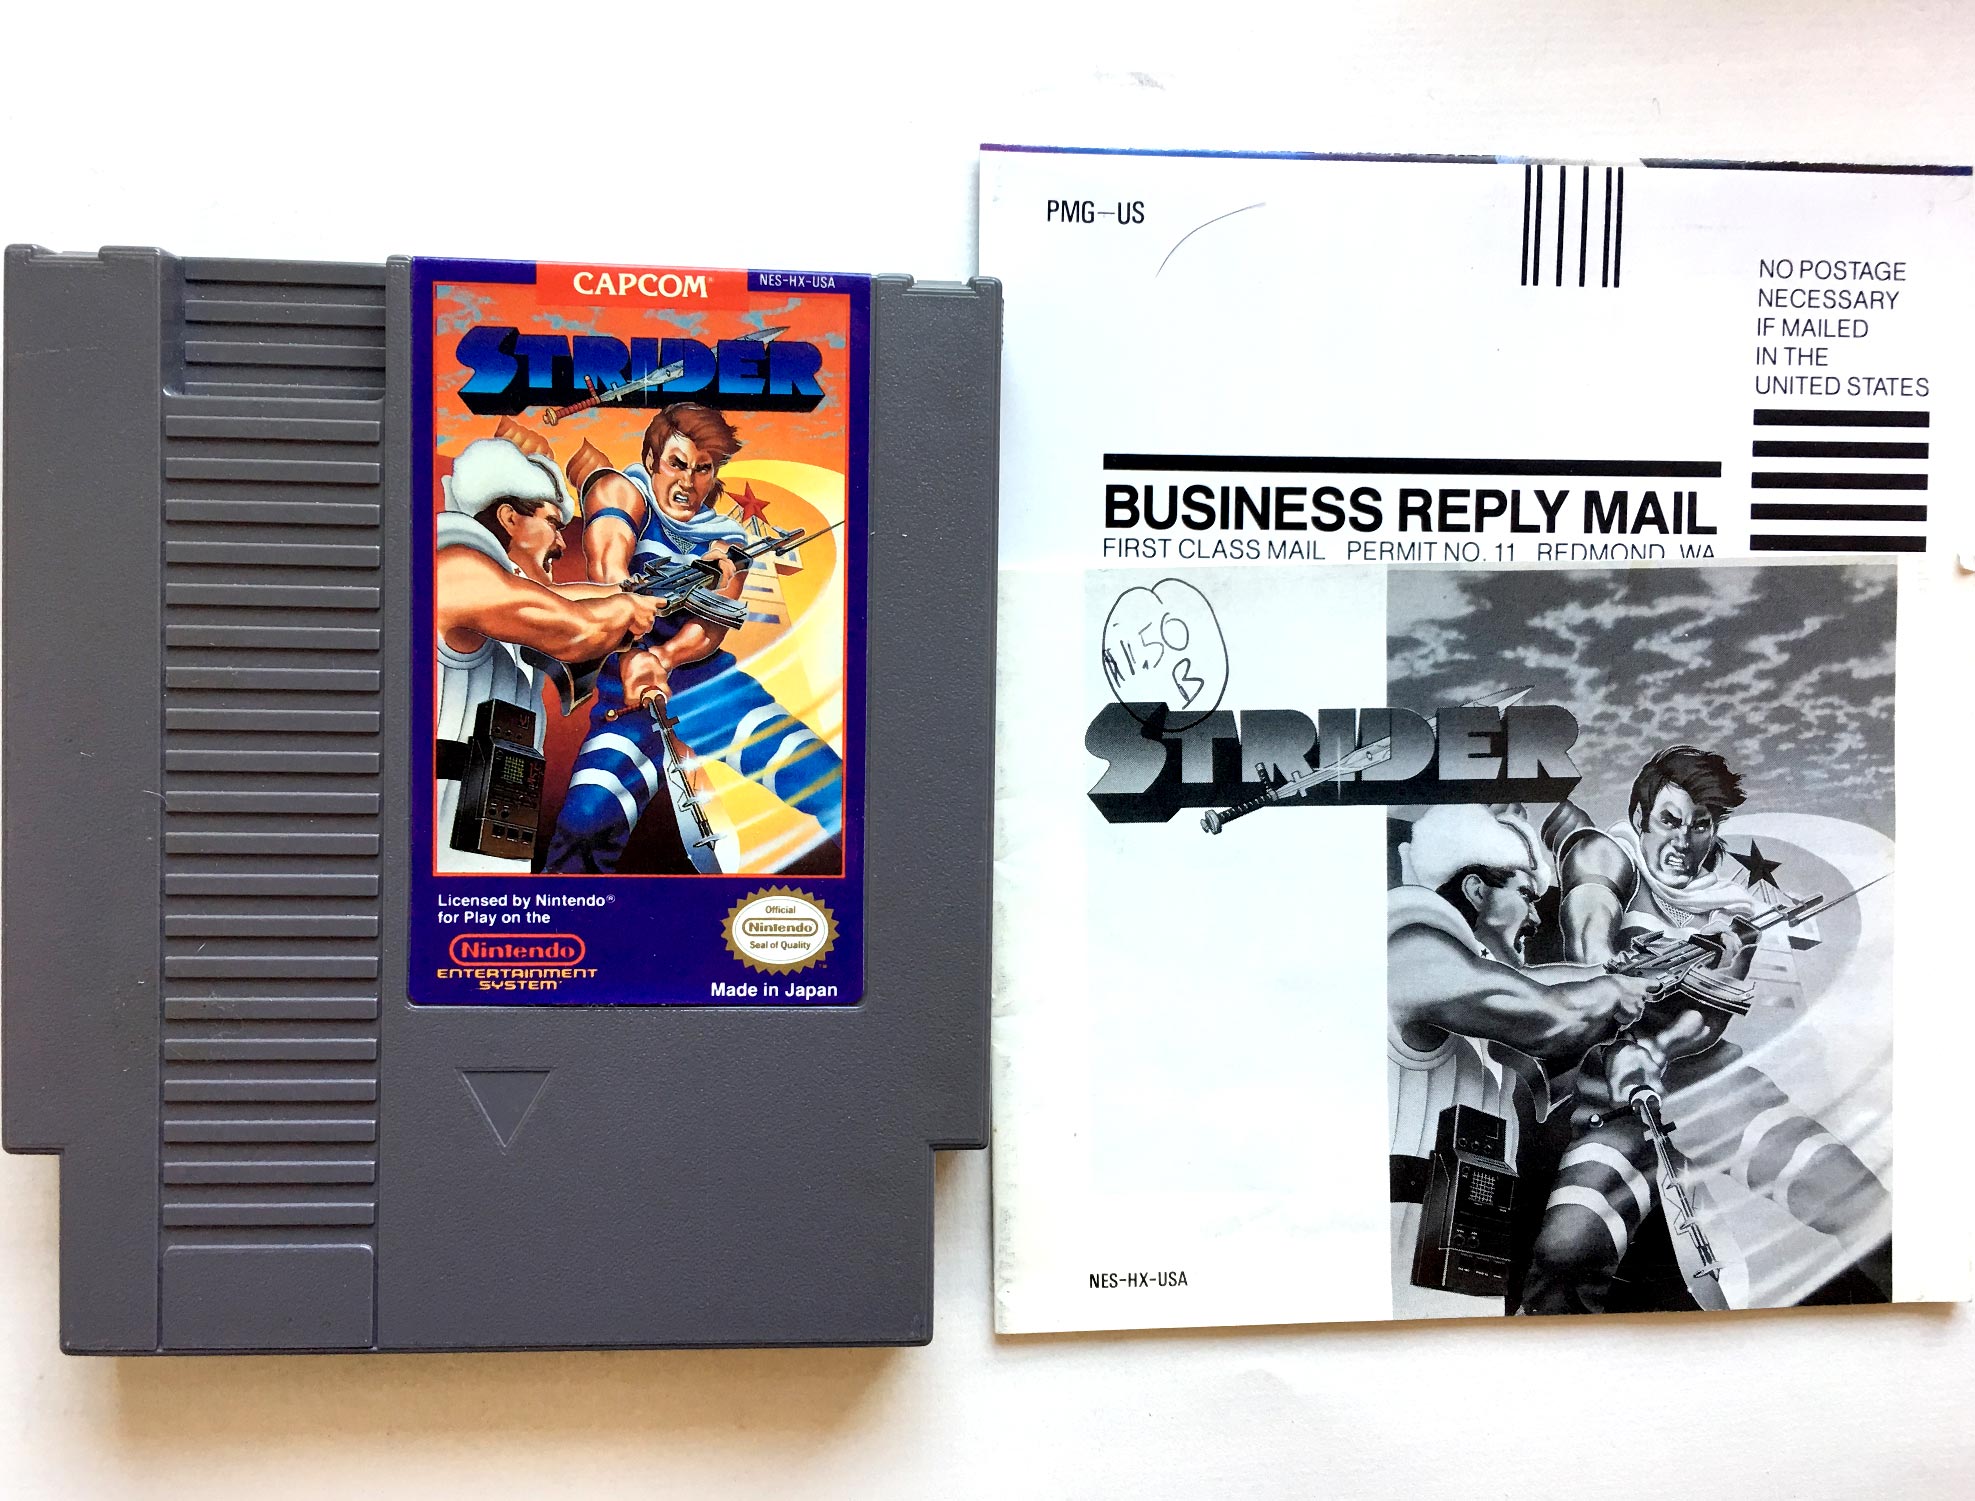 CAPCOM
NES-HX-USA
STRIDER
Licensed by Nintendo®
for Play on the
Nintendo
ENTERTAINMENT
SYSTEM
Official
Nintendo
Seal of Quality
Made in Japan
PMG-US
NO POSTAGE
NECESSARY
IF MAILED
IN THE
UNITED STATES
BUSINESS REPLY MAIL
FIRST CLASS MAIL PERMIT NO. 11 REDMOND, WA
11.50
B
STRIDER
NES-HX-USA